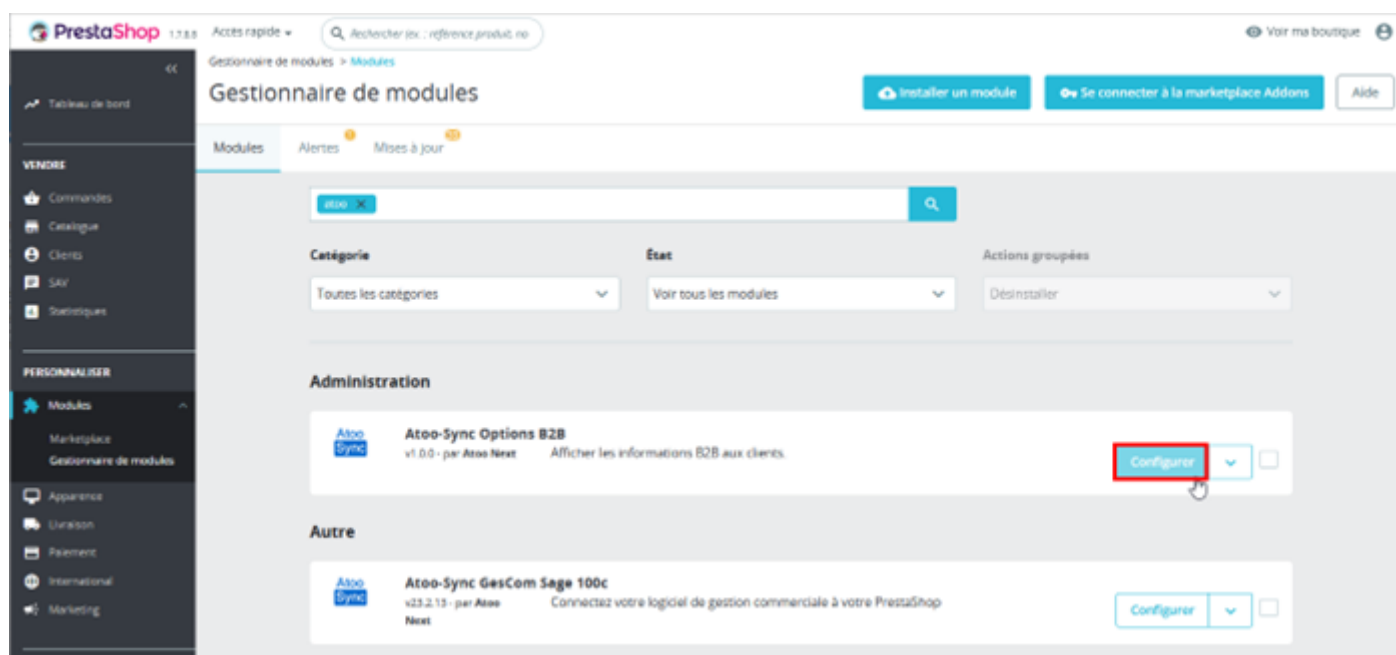 PrestaShop 1.7.8.8 Accès rapide
Rechercher (ex. : référence produit, no
Voir ma boutique
Gestionnaire de modules > Modules
Gestionnaire de modules
Installer un module
Se connecter à la marketplace Addons
Aide
Tableau de bord
Modules Alertes Mises à jour
VENDRE
Commandes
Catalogue
Clients
SAV
Statistiques
PERSONNALISER
Modules
Marketplace
Gestionnaire de modules
Apparence
Livraison
Paiement
International
Marketing
atoo
Catégorie État Actions groupées
Toutes les catégories Voir tous les modules Désinstaller
Administration
Atoo Sync
Atoo-Sync Options B2B
v1.0.0 - par Atoo Next Afficher les informations B2B aux clients.
Configurer
Autre
Atoo Sync
Atoo-Sync GesCom Sage 100c
v23.2.13 - par Atoo Connectez votre logiciel de gestion commerciale à votre PrestaShop
Next
Configurer